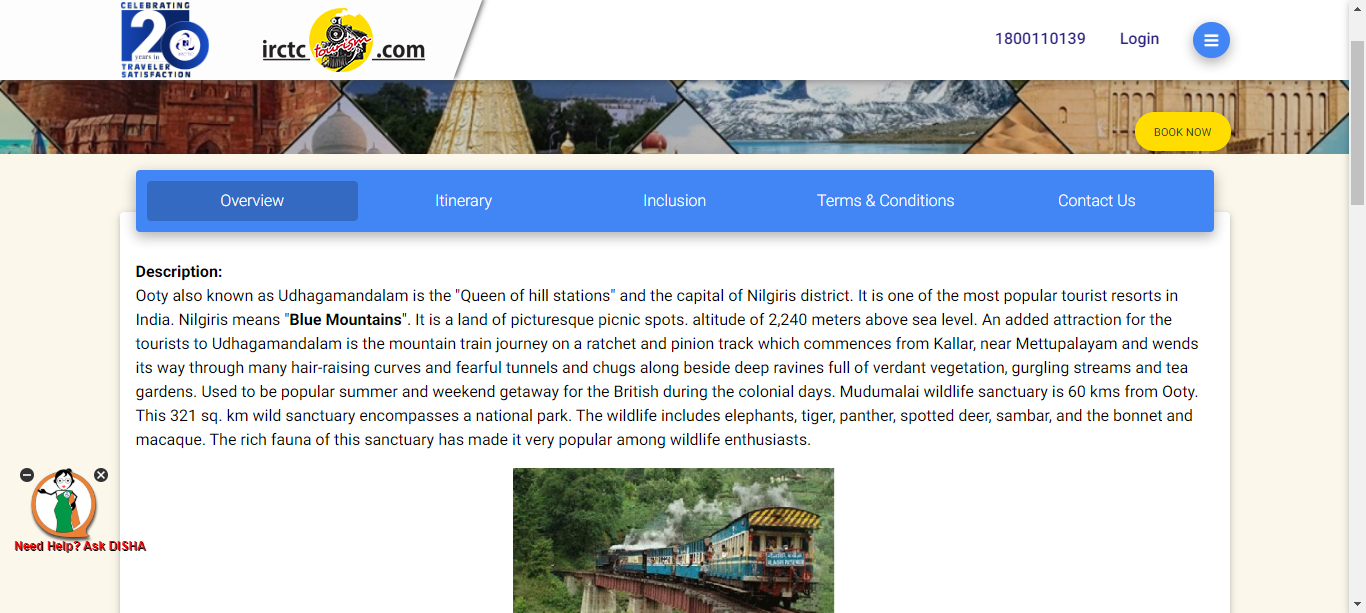 CELEBRATING
20
years in
TRAVELER
SATISFACTION
irctc tourism .com
1800110139
Login
BOOK NOW
Overview
Itinerary
Inclusion
Terms & Conditions
Contact Us
Description:
Ooty also known as Udhagamandalam is the "Queen of hill stations" and the capital of Nilgiris district. It is one of the most popular tourist resorts in
India. Nilgiris means "Blue Mountains". It is a land of picturesque picnic spots. altitude of 2,240 meters above sea level. An added attraction for the
tourists to Udhagamandalam is the mountain train journey on a ratchet and pinion track which commences from Kallar, near Mettupalayam and wends
its way through many hair-raising curves and fearful tunnels and chugs along beside deep ravines full of verdant vegetation, gurgling streams and tea
gardens. Used to be popular summer and weekend getaway for the British during the colonial days. Mudumalai wildlife sanctuary is 60 kms from Ooty.
This 321 sq. km wild sanctuary encompasses a national park. The wildlife includes elephants, tiger, panther, spotted deer, sambar, and the bonnet and
macaque. The rich fauna of this sanctuary has made it very popular among wildlife enthusiasts.
Need Help? Ask DISHA